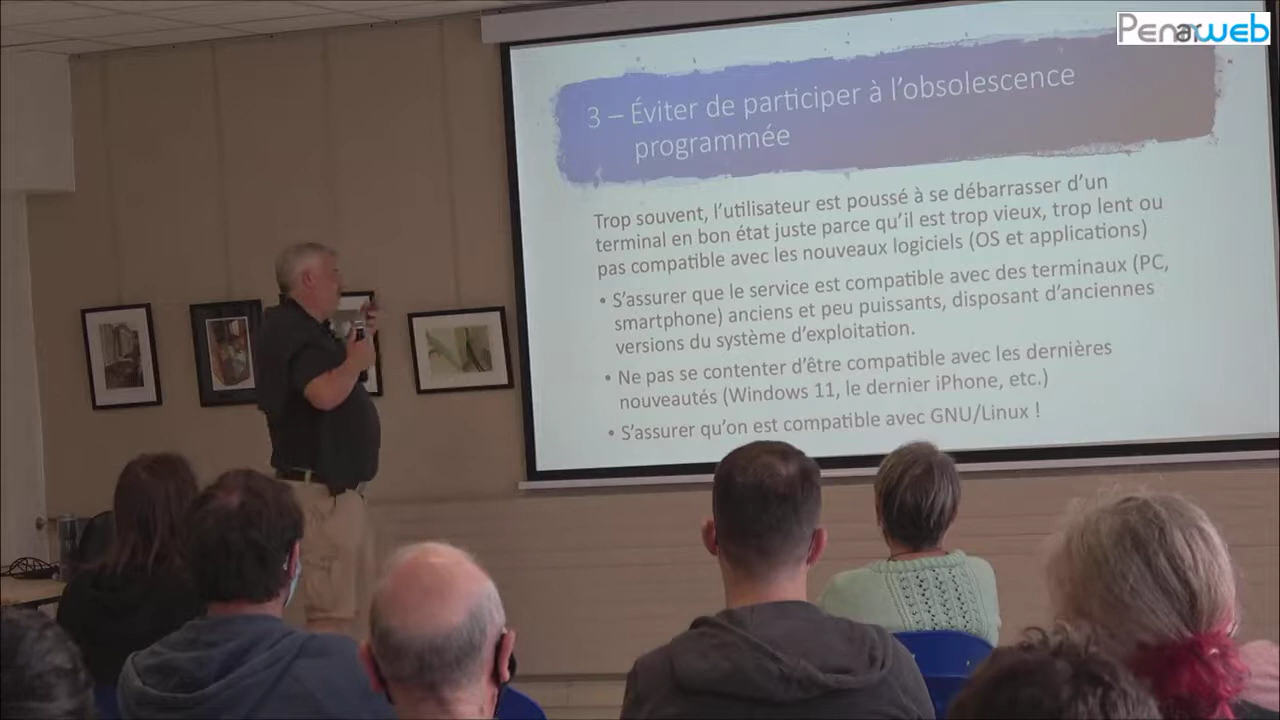 Penarweb
3 – Éviter de participer à l'obsolescence
programmée
Trop souvent, l'utilisateur est poussé à se débarrasser d'un
terminal en bon état juste parce qu'il est trop vieux, trop lent ou
pas compatible avec les nouveaux logiciels (OS et applications)
• S'assurer que le service est compatible avec des terminaux (PC,
smartphone) anciens et peu puissants, disposant d'anciennes
versions du système d'exploitation.
• Ne pas se contenter d'être compatible avec les dernières
nouveautés (Windows 11, le dernier iPhone, etc.)
• S'assurer qu'on est compatible avec GNU/Linux !